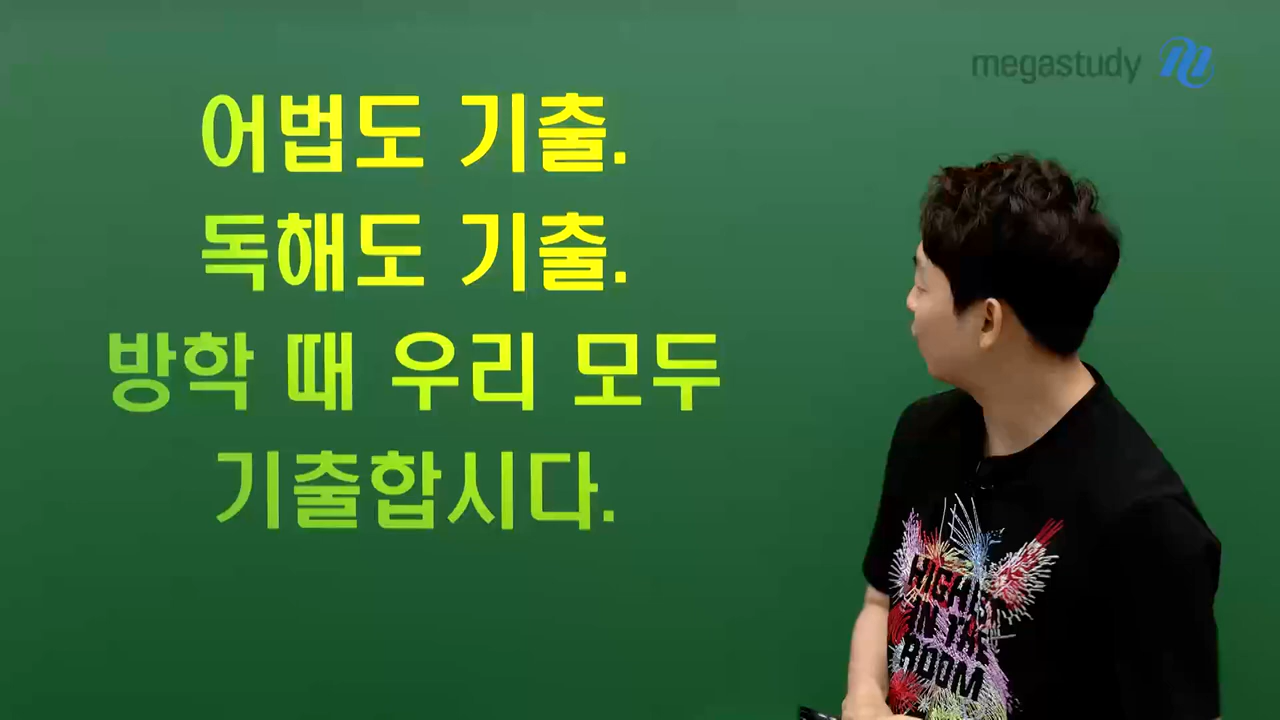 megastudy
어법도 기출.
독해도 기출.
방학 때 우리 모두
기출합시다.
HIGHEST
IN THE
ROOM